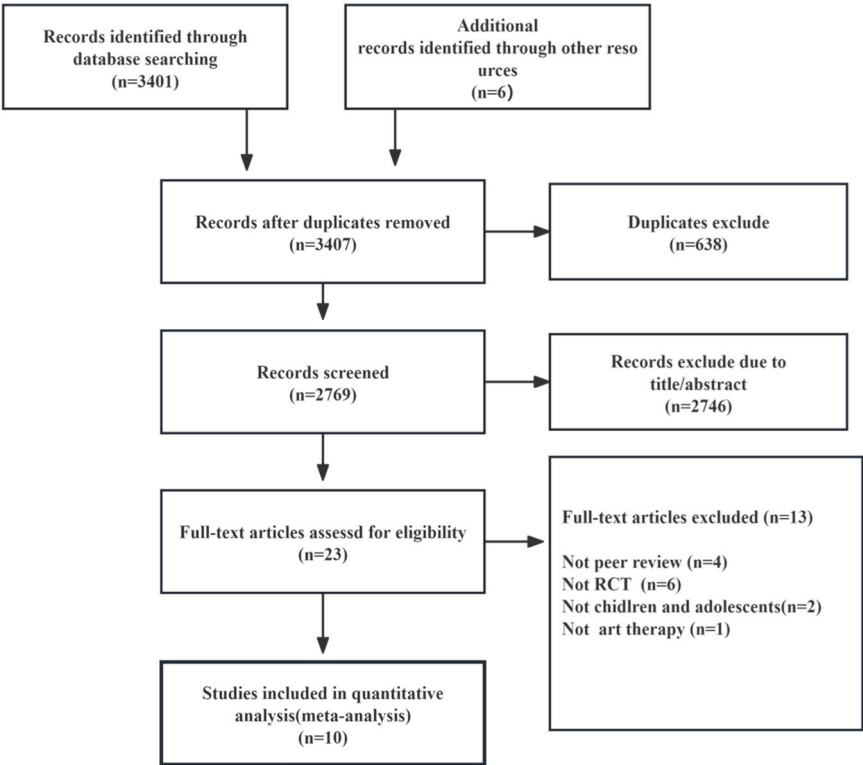 Records identified through
database searching
(n=3401)
Additional
records identified through other reso
urces
(n=6)
Records after duplicates removed
(n=3407)
Duplicates exclude
(n=638)
Records screened
(n=2769)
Records exclude due to
title/abstract
(n=2746)
Full-text articles assessd for eligibility
(n=23)
Full-text articles excluded (n=13)
Not peer review (n=4)
Not RCT (n=6)
Not chidlren and adolescents(n=2)
Not art therapy (n=1)
Studies included in quantitative
analysis(meta-analysis)
(n=10)